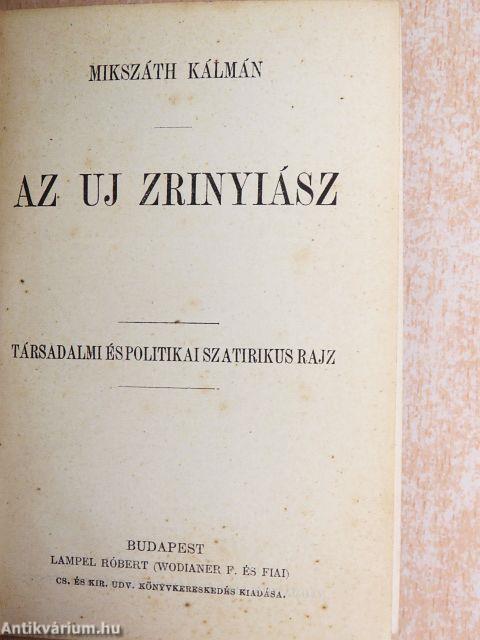 MIKSZÁTH KÁLMÁN
AZ UJ ZRINYIÁSZ
TÁRSADALMI ÉS POLITIKAI SZATIRIKUS RAJZ
BUDAPEST
LAMPEL RÓBERT (WODIANER F. ÉS FIAI)
CS. ÉS KIR. UDV. KÖNYVKERESKEDÉS KIADÁSA.
Antikvárium.hu